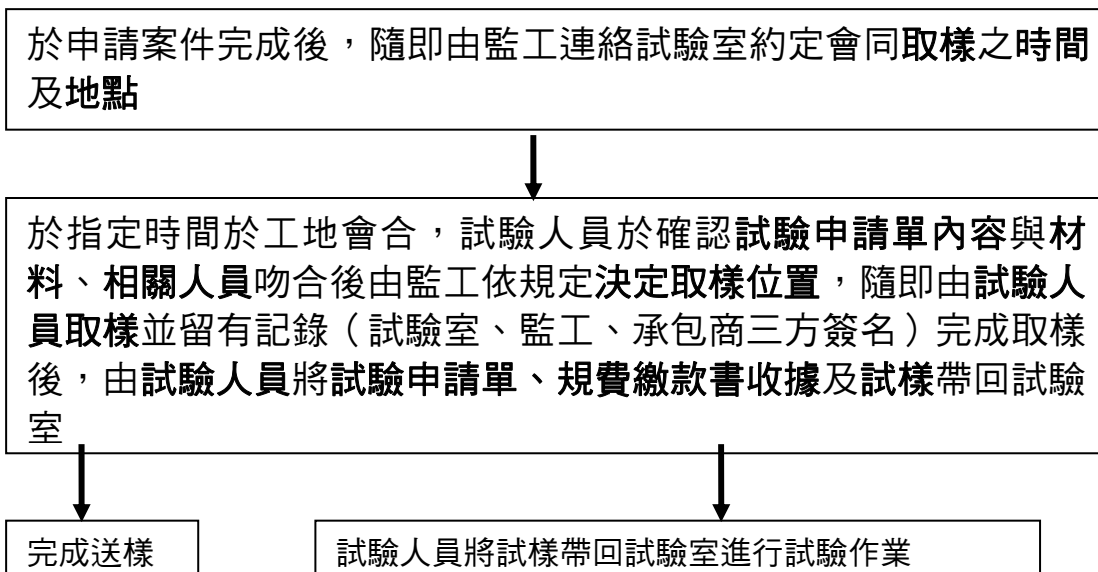 於申請案件完成後，隨即由監工連絡試驗室約定會同取樣之時間
及地點
於指定時間於工地會合，試驗人員於確認試驗申請單內容與材
料、相關人員吻合後由監工依規定決定取樣位置，隨即由試驗人
員取樣並留有記錄（試驗室、監工、承包商三方簽名）完成取樣
後，由試驗人員將試驗申請單、規費繳款書收據及試樣帶回試驗
室
完成送樣
試驗人員將試樣帶回試驗室進行試驗作業